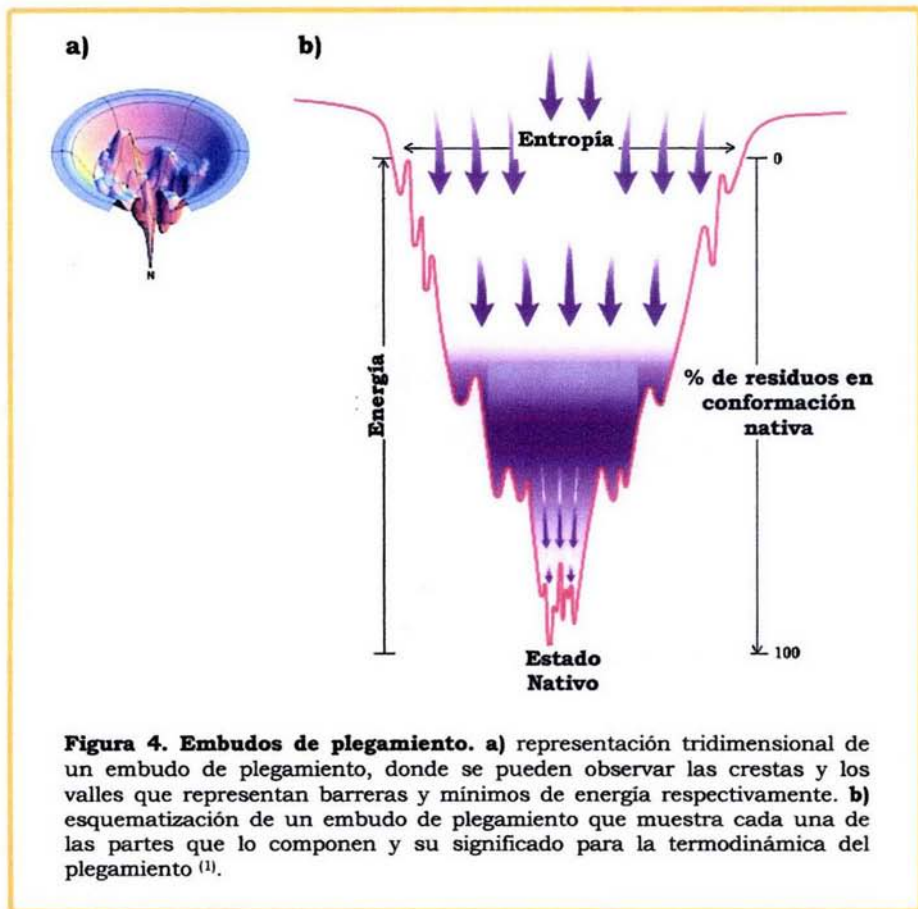 a)
b)
N
Entropía
0
Energía
% de residuos en
conformación
nativa
100
Estado
Nativo
Figura 4. Embudos de plegamiento. a) representación tridimensional de
un embudo de plegamiento, donde se pueden observar las crestas y los
valles que representan barreras y mínimos de energía respectivamente. b)
esquematización de un embudo de plegamiento que muestra cada una de
las partes que lo componen y su significado para la termodinámica del
plegamiento (1).